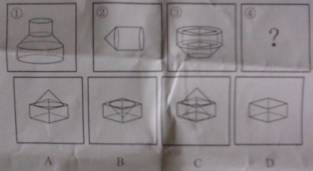 ① ② ③ ④
?
A B C D